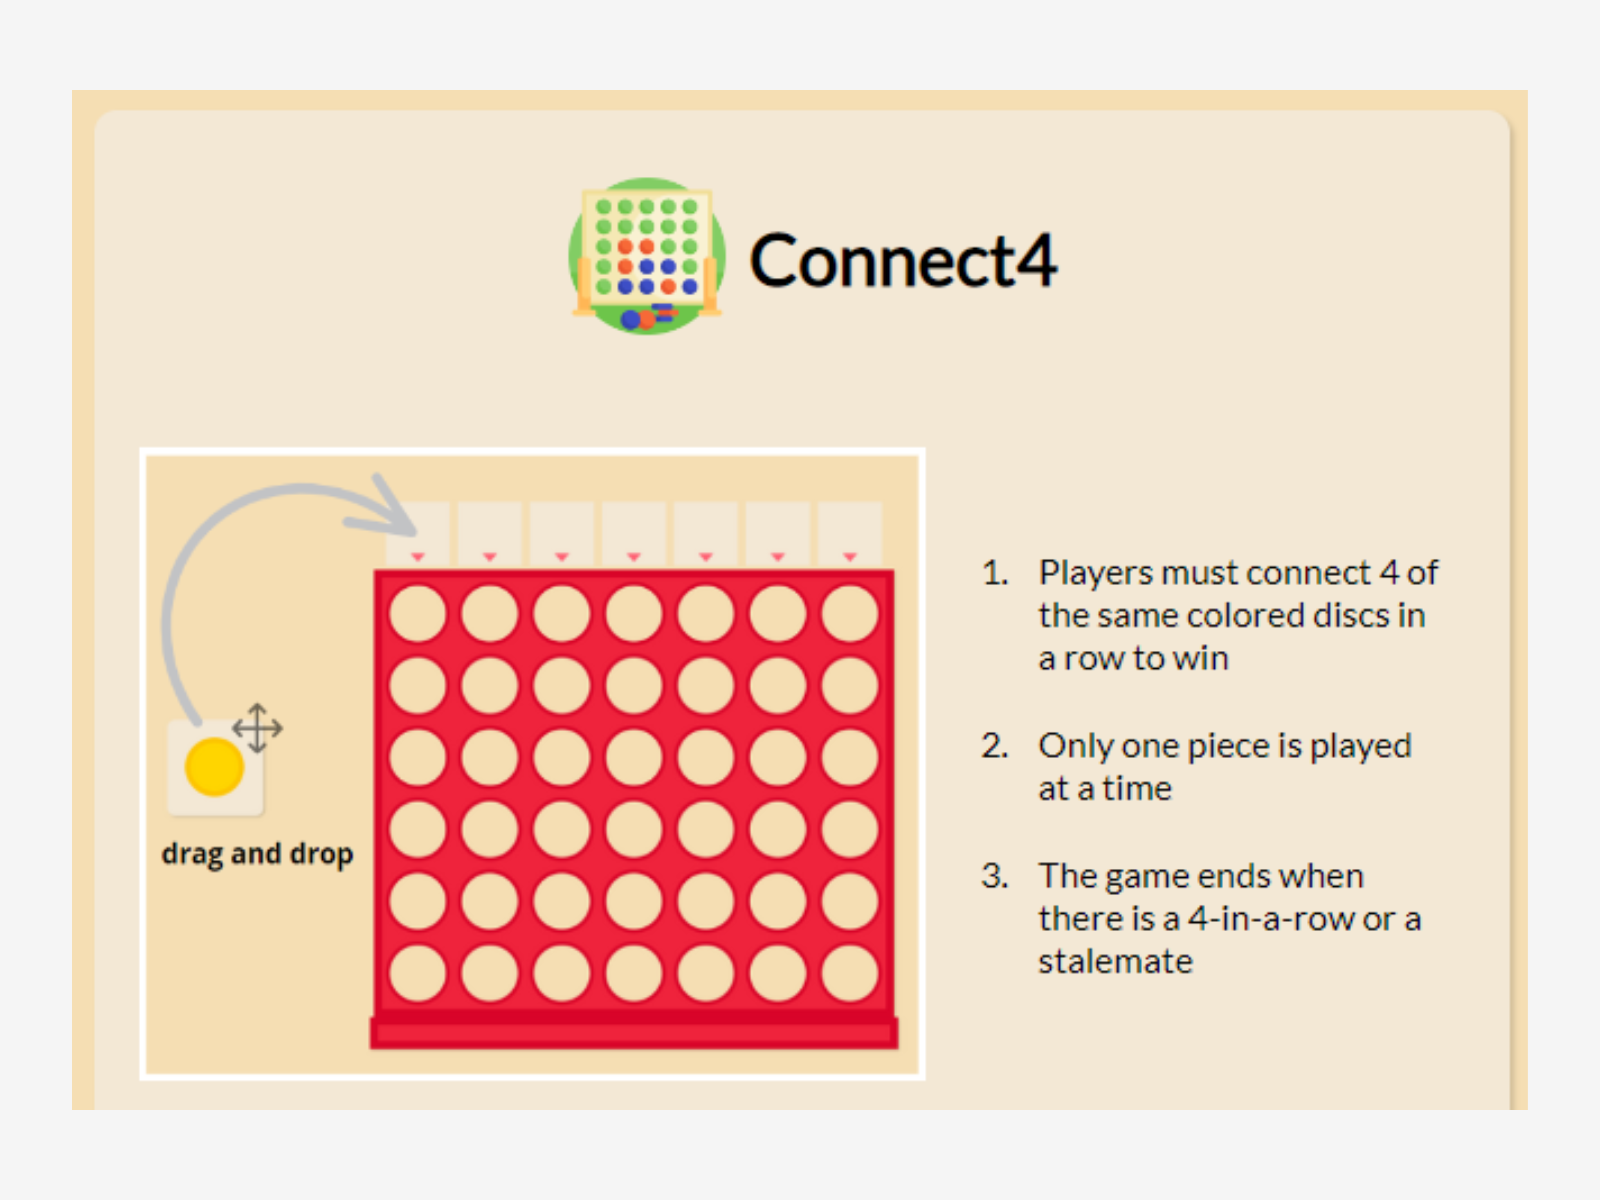 Connect4
drag and drop
1. Players must connect 4 of
the same colored discs in
a row to win
2. Only one piece is played
at a time
3. The game ends when
there is a 4-in-a-row or a
stalemate